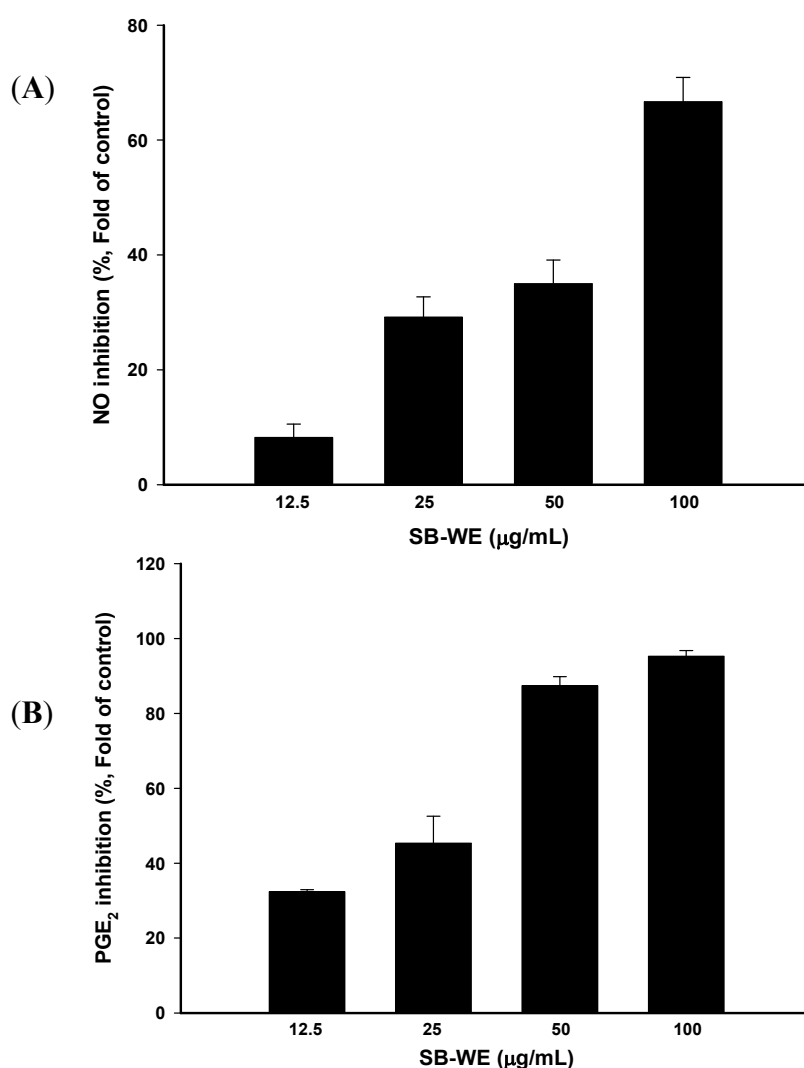 (A)
NO inhibition (%, Fold of control)
80
60
40
20
0
12.5 25 50 100
SB-WE (μg/mL)
(B)
PGE₂ inhibition (%, Fold of control)
120
100
80
60
40
20
0
12.5 25 50 100
SB-WE (μg/mL)